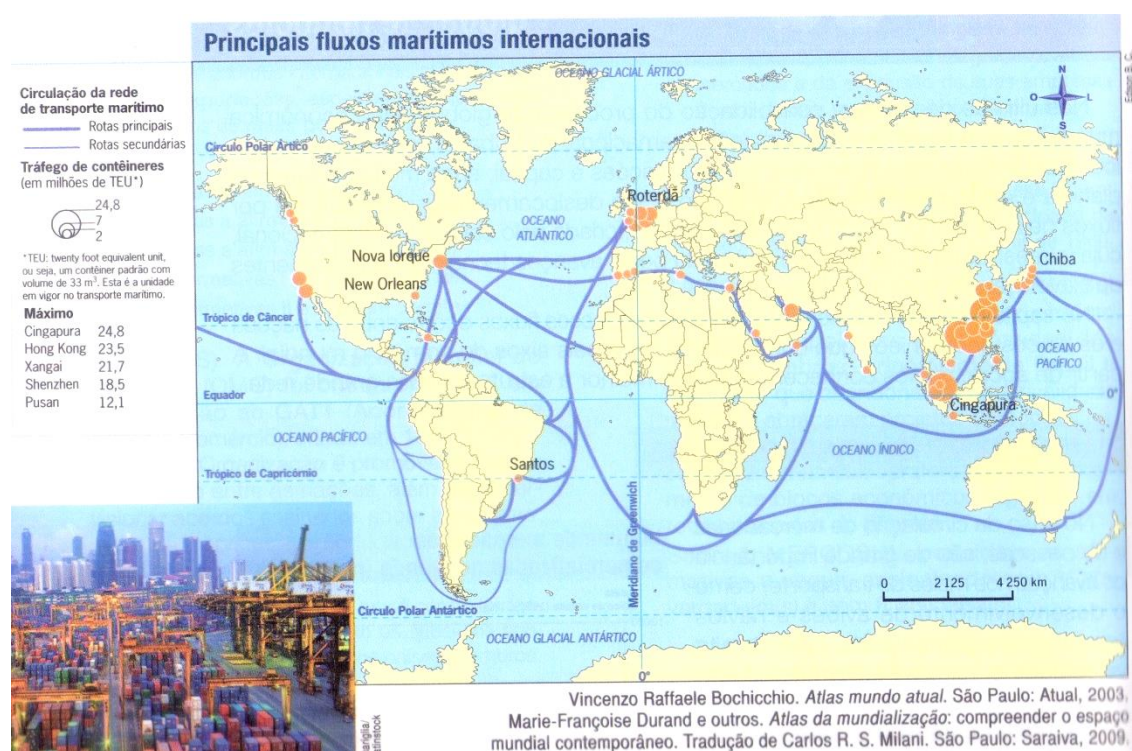 Principais fluxos marítimos internacionais
Circulação da rede
de transporte marítimo
Rotas principais
Rotas secundárias
Tráfego de contêineres
(em milhões de TEU*)
24,8
7
2
*TEU: twenty foot equivalent unit,
ou seja, um contêiner padrão com
volume de 33 m³. Esta é a unidade
em vigor no transporte marítimo.
Máximo
Cingapura 24,8
Hong Kong 23,5
Xangai 21,7
Shenzhen 18,5
Pusan 12,1
OCEANO GLACIAL ÁRTICO
N
O L
S
Círculo Polar Ártico
Roterdã
OCEANO
ATLÂNTICO
Nova Iorque
Chiba
New Orleans
Trópico de Câncer
OCEANO
PACÍFICO
Equador
0°
Cingapura
OCEANO PACÍFICO
OCEANO ÍNDICO
Santos
Trópico de Capricórnio
Meridiano de Greenwich
0 2 125 4 250 km
Círculo Polar Antártico
OCEANO GLACIAL ANTÁRTICO
0°
Vincenzo Raffaele Bochicchio. Atlas mundo atual. São Paulo: Atual, 2003.
Marie-Françoise Durand e outros. Atlas da mundialização: compreender o espaço
mundial contemporâneo. Tradução de Carlos R. S. Milani. São Paulo: Saraiva, 2009.